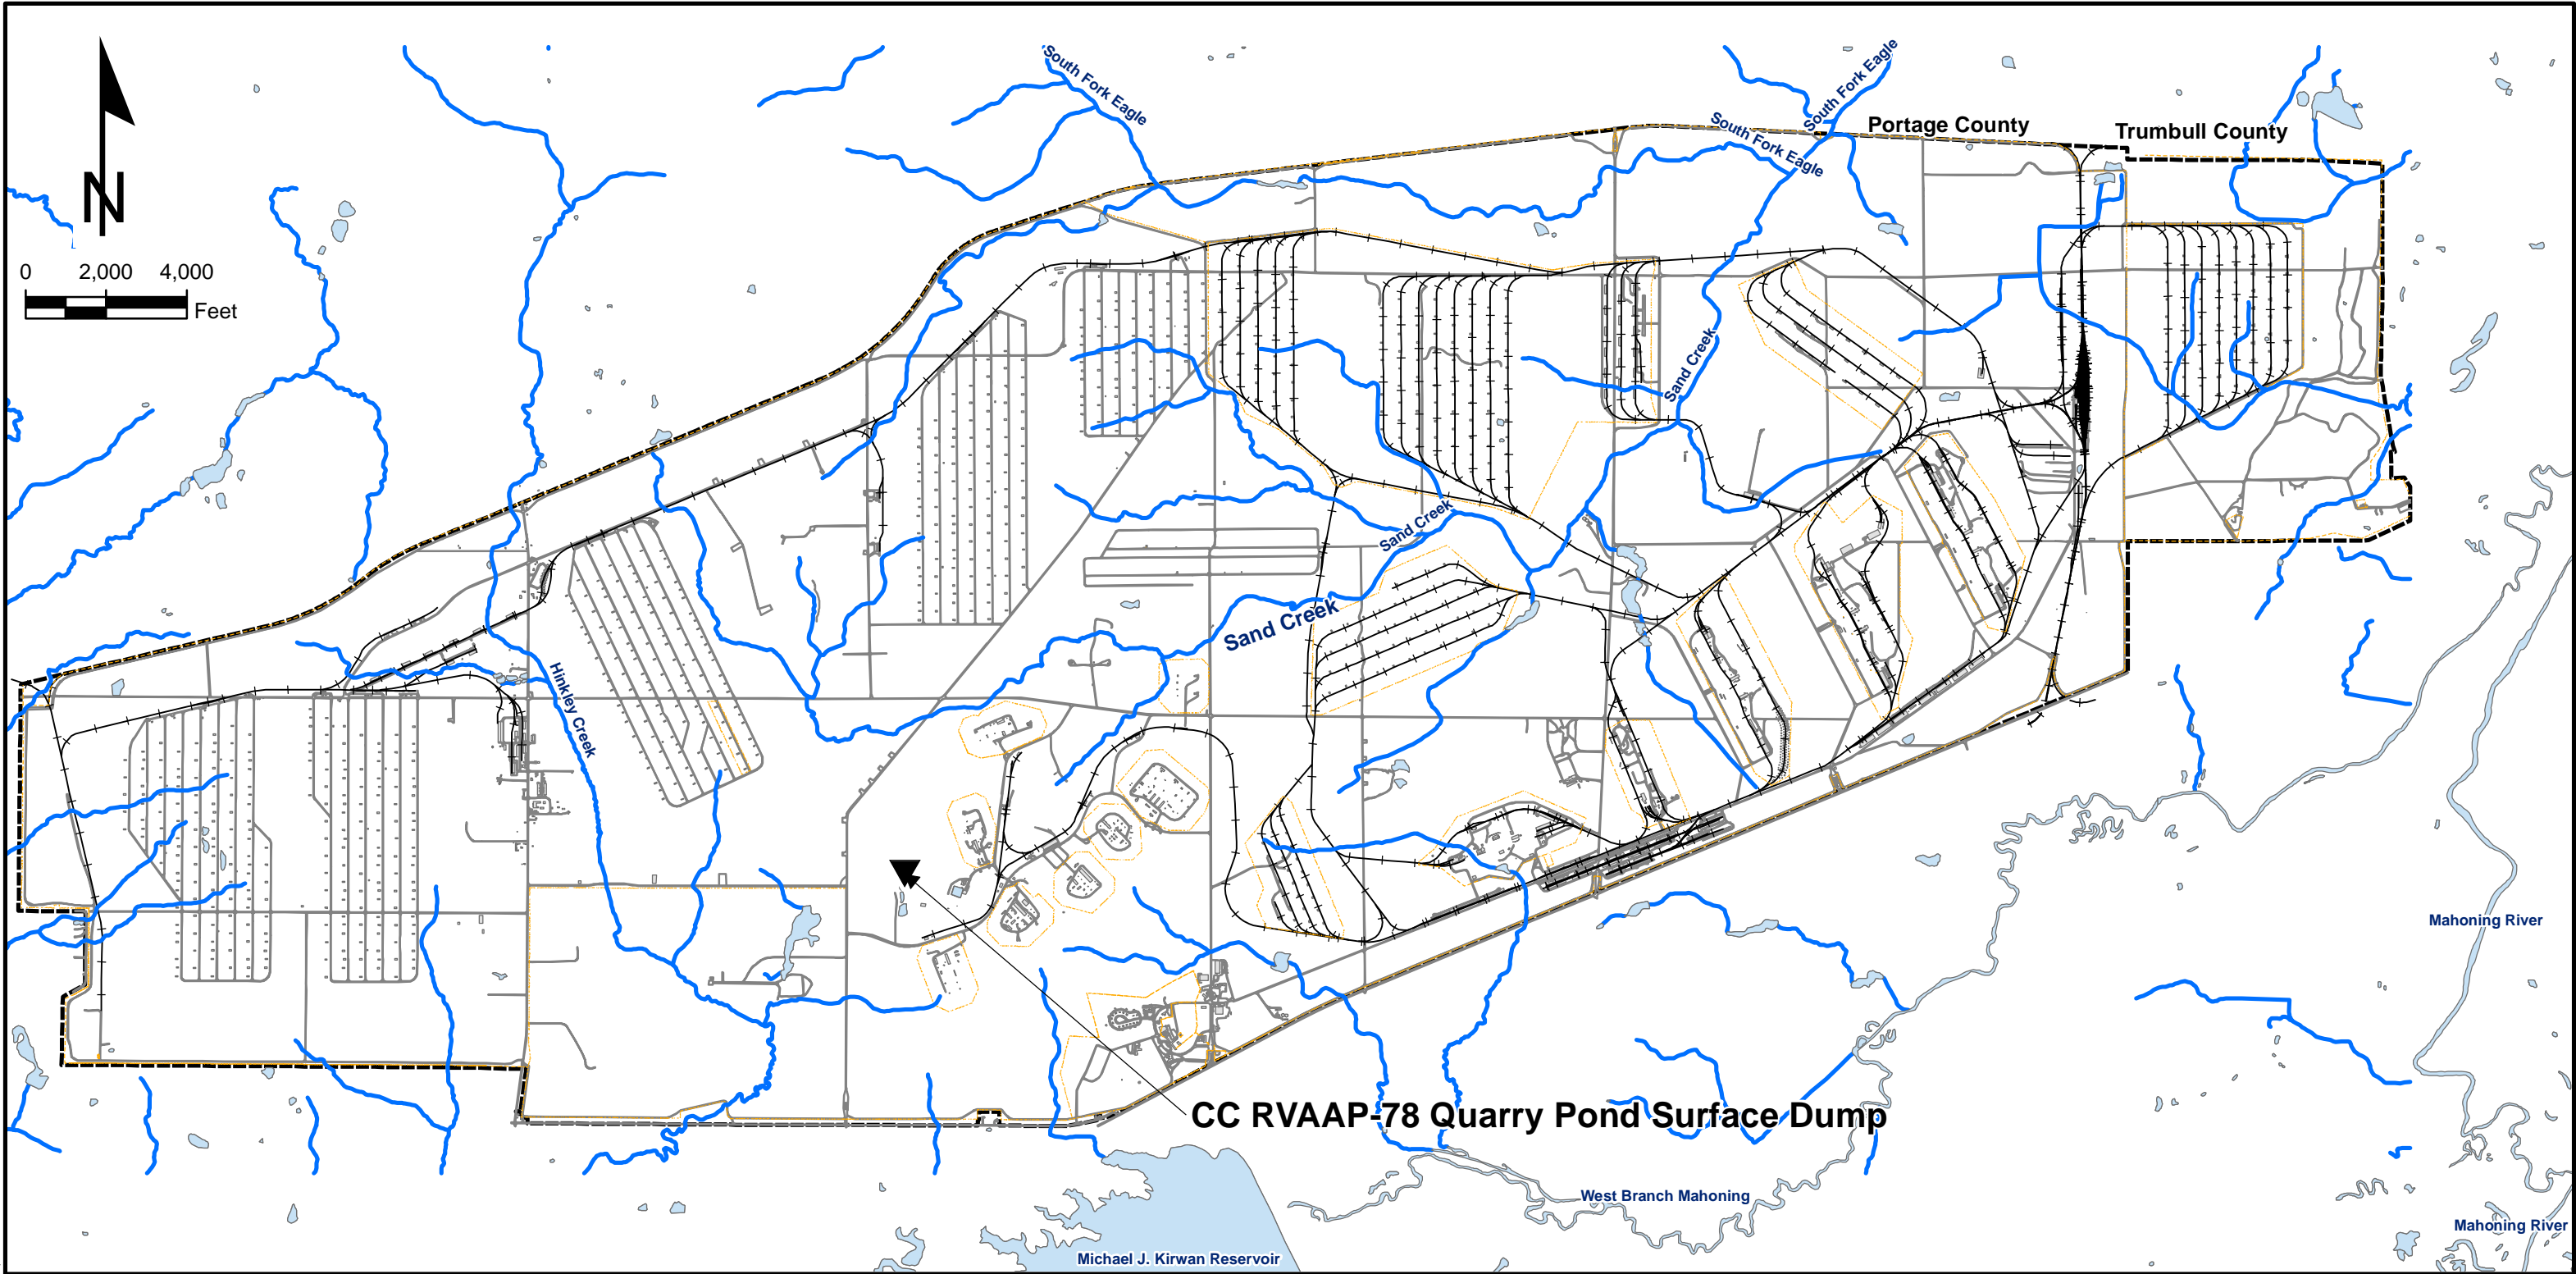 South Fork Eagle
South Fork Eagle
South Fork Eagle
Portage County
Trumbull County
N
0 2,000 4,000
Feet
Sand Creek
Sand Creek
Sand Creek
Hinkley Creek
Mahoning River
CC RVAAP-78 Quarry Pond Surface Dump
West Branch Mahoning
Mahoning River
Michael J. Kirwan Reservoir